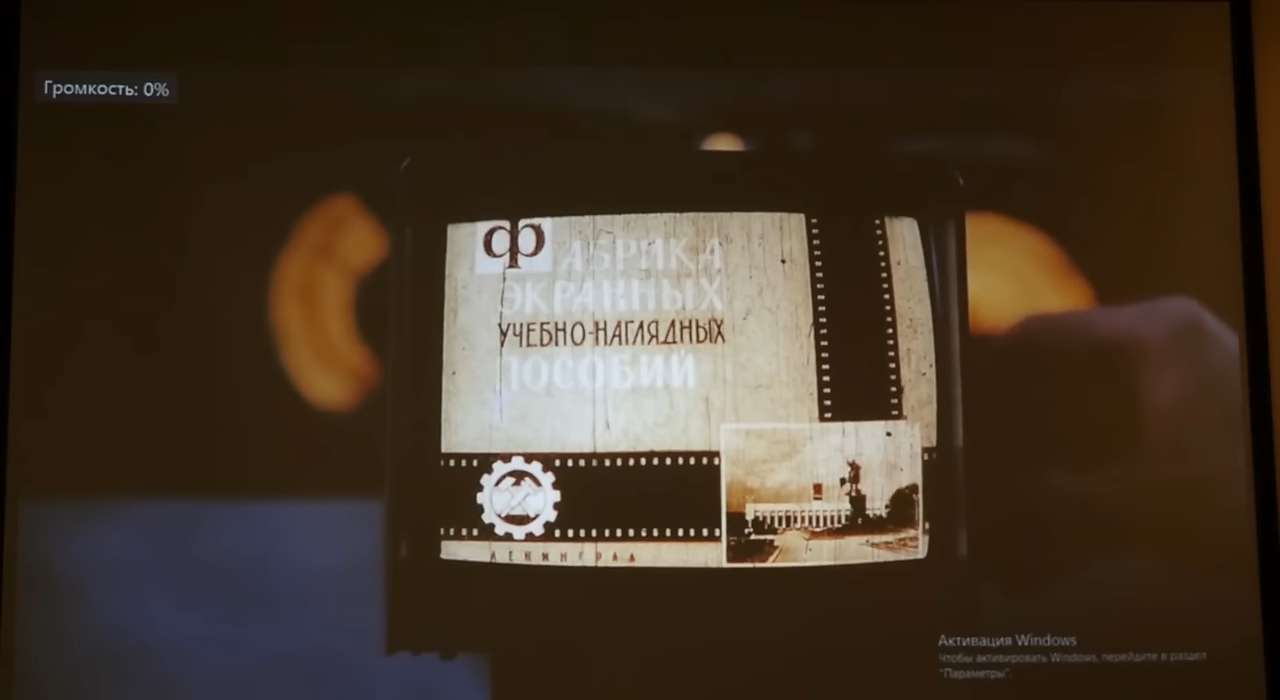 Громкость: 0%
ФАБРИКА
ЭКРАННЫХ
УЧЕБНО-НАГЛЯДНЫХ
ПОСОБИЙ
ЛЕНИНГРАД
Активация Windows
Чтобы активировать Windows, перейдите в раздел
"Параметры".